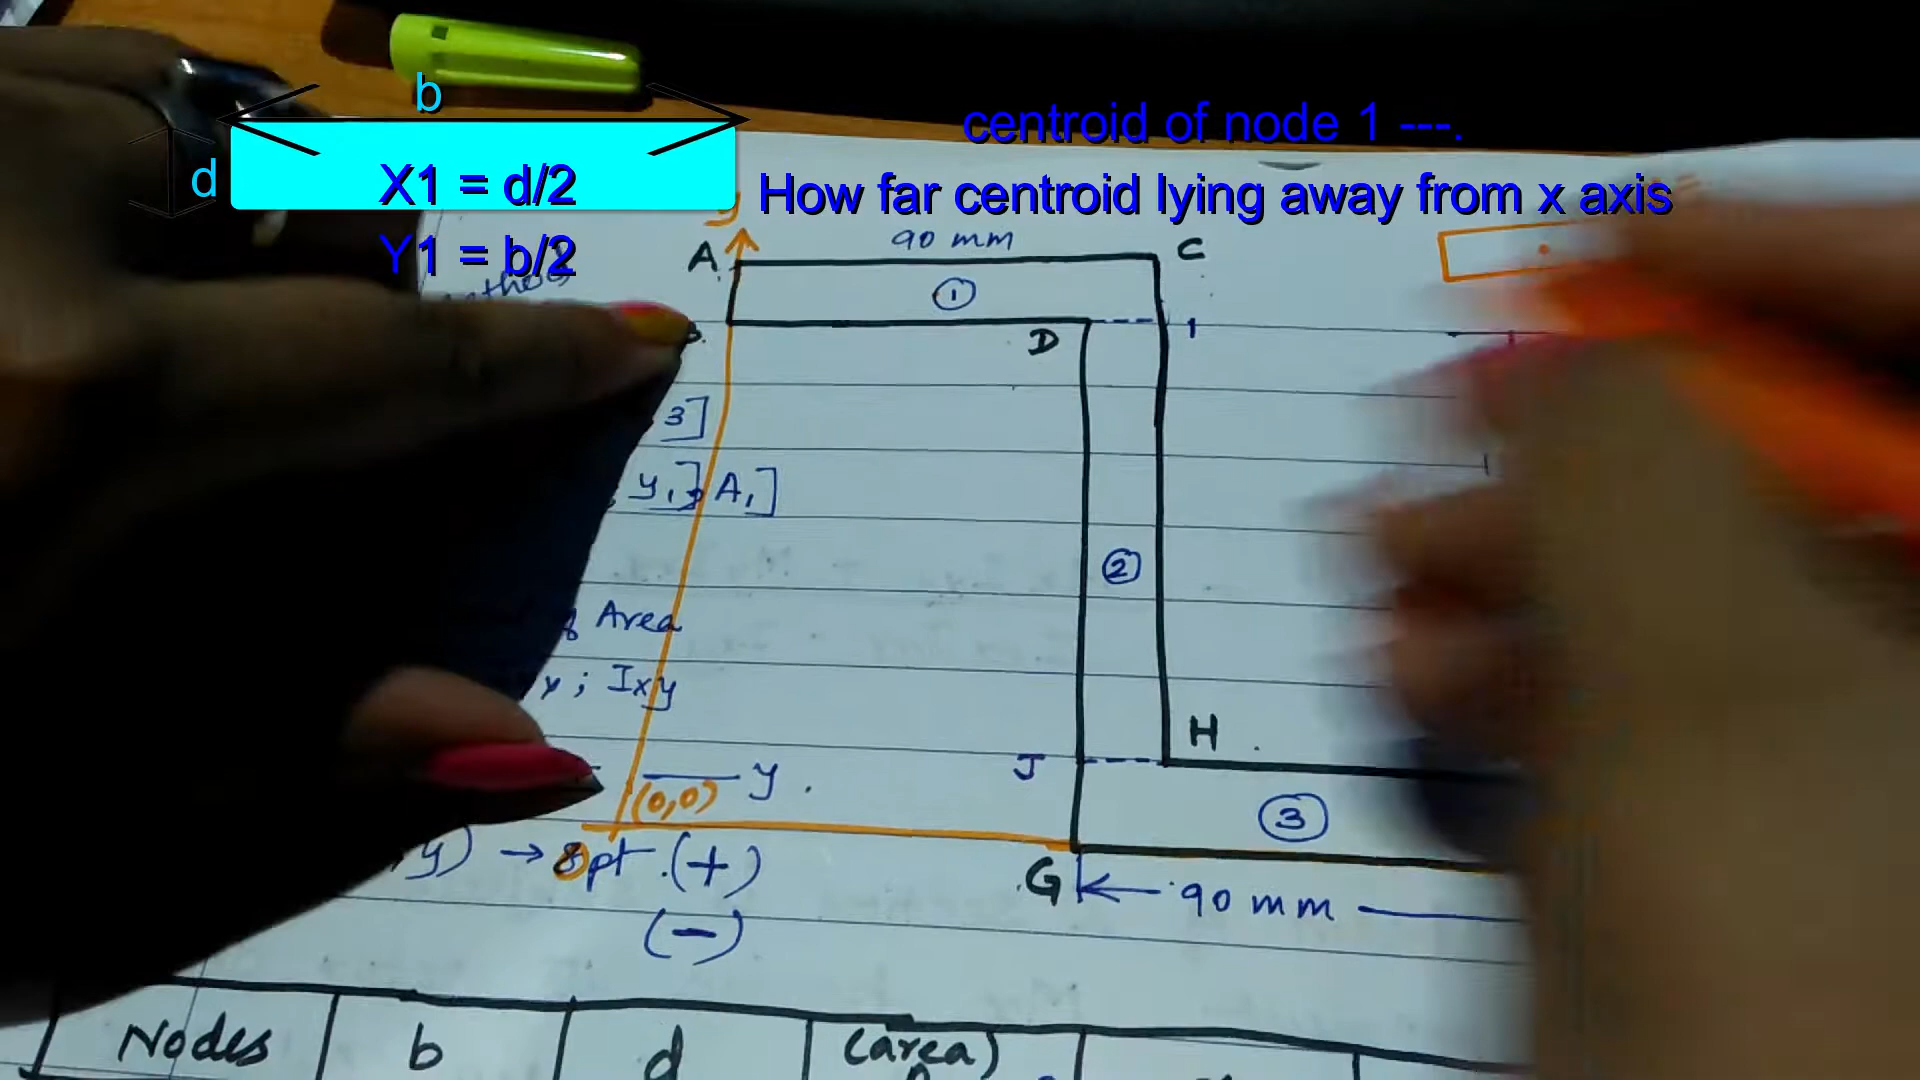 b
centroid of node 1 ---.
d
X1 = d/2
How far centroid lying away from x axis
y
Y1 = b/2
90 mm
A
C
1
1
D
3]
y₁], A₁]
2
Area
; Ixy
H
J
y.
(0,0)
3
y) → 8pt. (+)
G
90 mm
(-)
Nodes
b
d
(area)